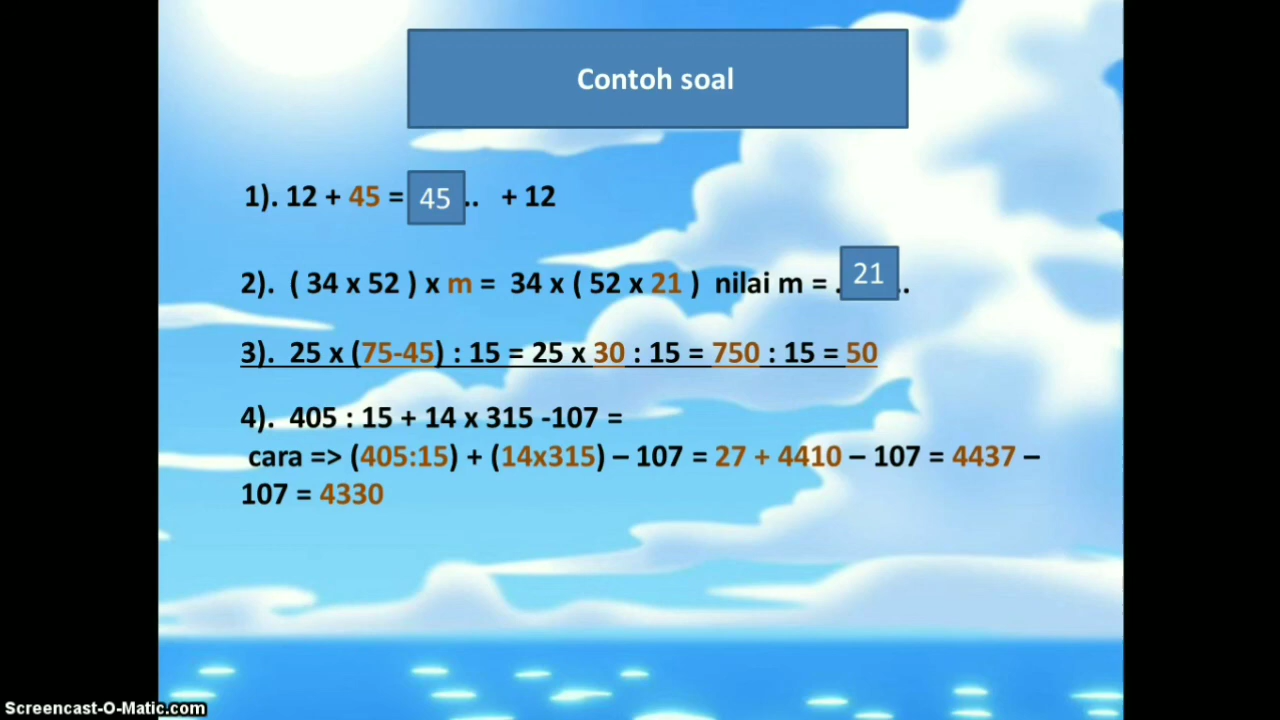 Contoh soal
1). 12 + 45 = 45 .. + 12
2). ( 34 x 52 ) x m = 34 x ( 52 x 21 ) nilai m = . 21 .
3). 25 x (75-45) : 15 = 25 x 30 : 15 = 750 : 15 = 50
4). 405 : 15 + 14 x 315 -107 =
cara => (405:15) + (14x315) – 107 = 27 + 4410 – 107 = 4437 –
107 = 4330
Screencast-O-Matic.com